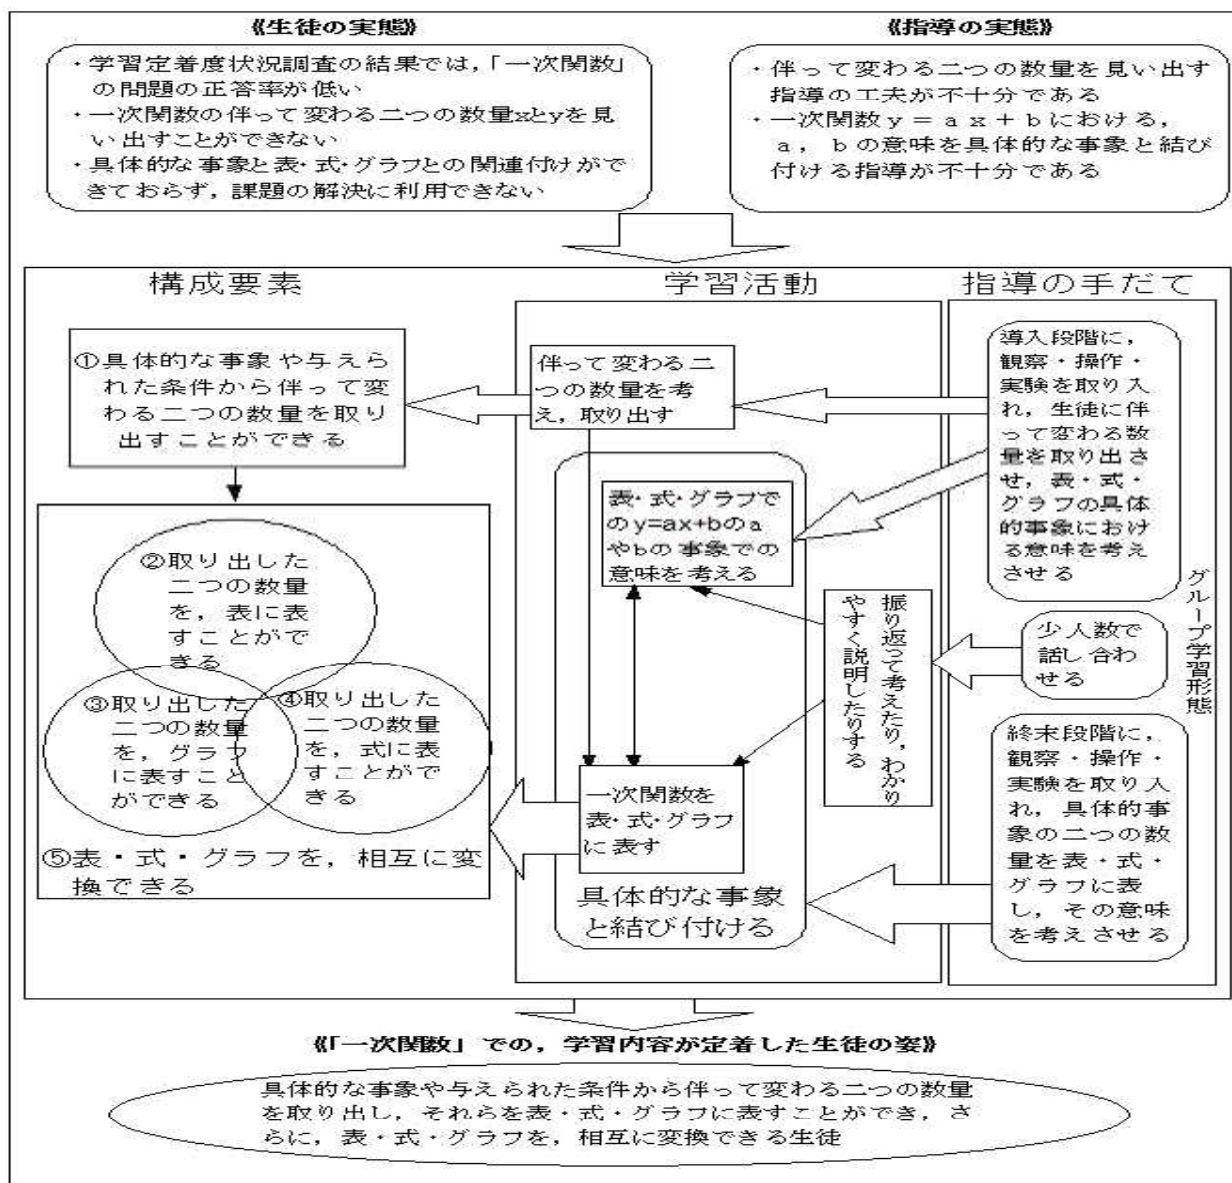 《生徒の実態》
・学習定着度状況調査の結果では，「一次関数」
の問題の正答率が低い
・一次関数の伴って変わる二つの数量xとyを見
い出すことができない
・具体的な事象と表・式・グラフとの関連付けがで
きておらず，課題の解決に利用できない
《指導の実態》
・伴って変わる二つの数量を見い出す
指導の工夫が不十分である
・一次関数ｙ＝ａｘ＋ｂにおける，
ａ，ｂの意味を具体的な事象と結び
付ける指導が不十分である
構成要素
①具体的な事象や与えら
れた条件から伴って変
わる二つの数量を取り
出すことができる
②取り出した
二つの数量
を，表に表
すことがで
きる
③取り出した
二つの数量
を，グラフ
に表すこと
ができる
④取り出した
二つの数量
を，式に表
すことがで
きる
⑤表・式・グラフを，相互に変
換できる
学習活動
伴って変わる二
つの数量を考
え，取り出す
表・式・グラフで
のy=ax+bのa
やbの事象での
意味を考える
振り返って考えたり，わかり
やすく説明したりする
一次関数を
表・式・グラフ
に表す
具体的な事象
と結び付ける
指導の手だて
導入段階に，
観察・操作・
実験を取り入
れ，生徒に伴
って変わる数
量を取り出さ
せ，表・式・
グラフの具体
的事象におけ
る意味を考え
させる
グループ学習形態
少人数で
話し合わ
せる
終末段階に，
観察・操作・
実験を取り入
れ，具体的事
象の二つの数
量を表・式・
グラフに表
し，その意味
を考えさせる
《「一次関数」での，学習内容が定着した生徒の姿》
具体的な事象や与えられた条件から伴って変わる二つの数量
を取り出し，それらを表・式・グラフに表すことができ，さ
らに，表・式・グラフを，相互に変換できる生徒